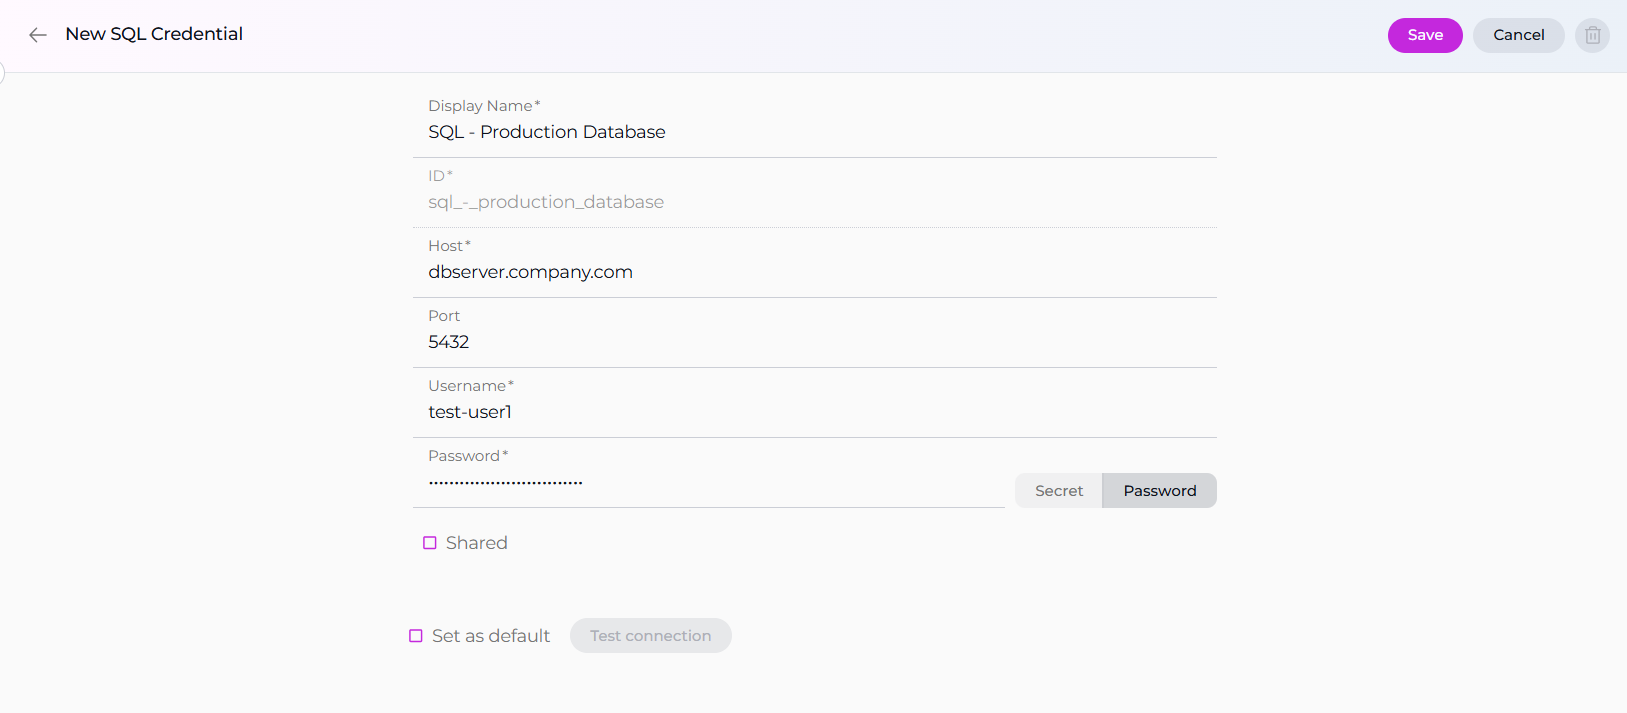 New SQL Credential
Save
Cancel
Display Name*
SQL - Production Database
ID*
sql_-_production_database
Host*
dbserver.company.com
Port
5432
Username*
test-user1
Password*
••••••••••••••••••••••••••••••
Secret
Password
Shared
Set as default
Test connection